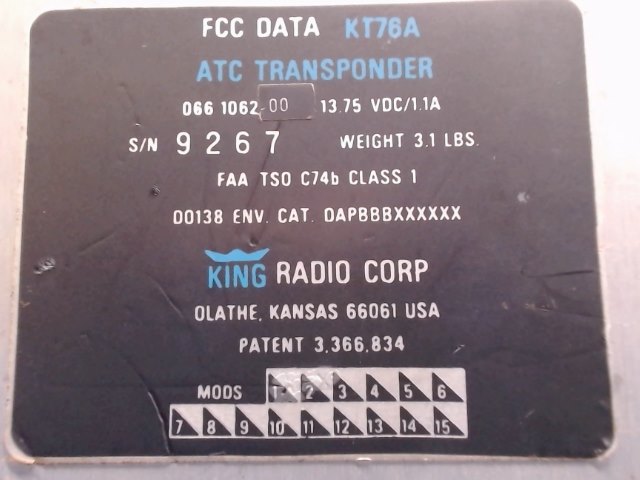 FCC DATA KT76A
ATC TRANSPONDER
066 1062-00 13.75 VDC/1.1A
S/N 9267 WEIGHT 3.1 LBS.
FAA TSO C74b CLASS 1
DO138 ENV. CAT. DAPBBBXXXXXX
KING RADIO CORP
OLATHE, KANSAS 66061 USA
PATENT 3,366,834
MODS 1 2 3 4 5 6
7 8 9 10 11 12 13 14 15